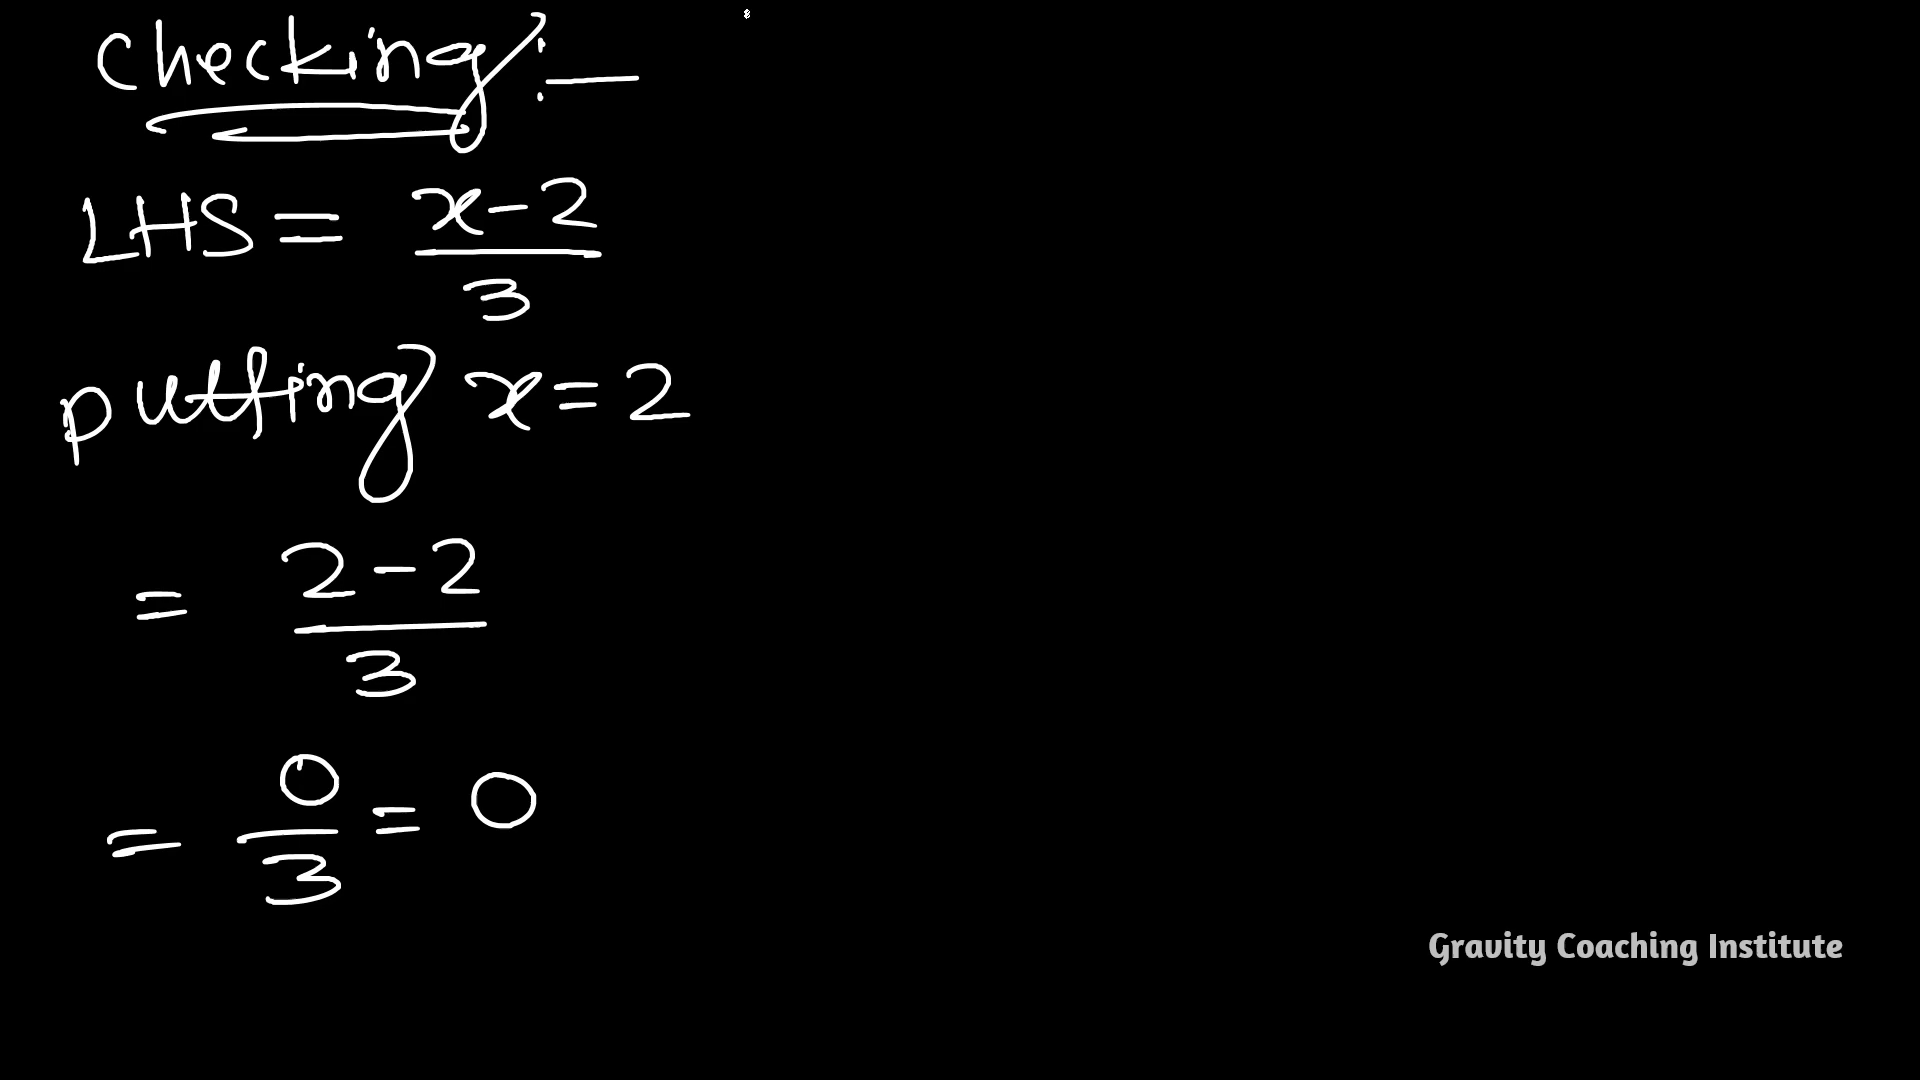 checking:—
LHS = x-2/3
putting x = 2
= 2-2/3
= 0/3 = 0
Gravity Coaching Institute